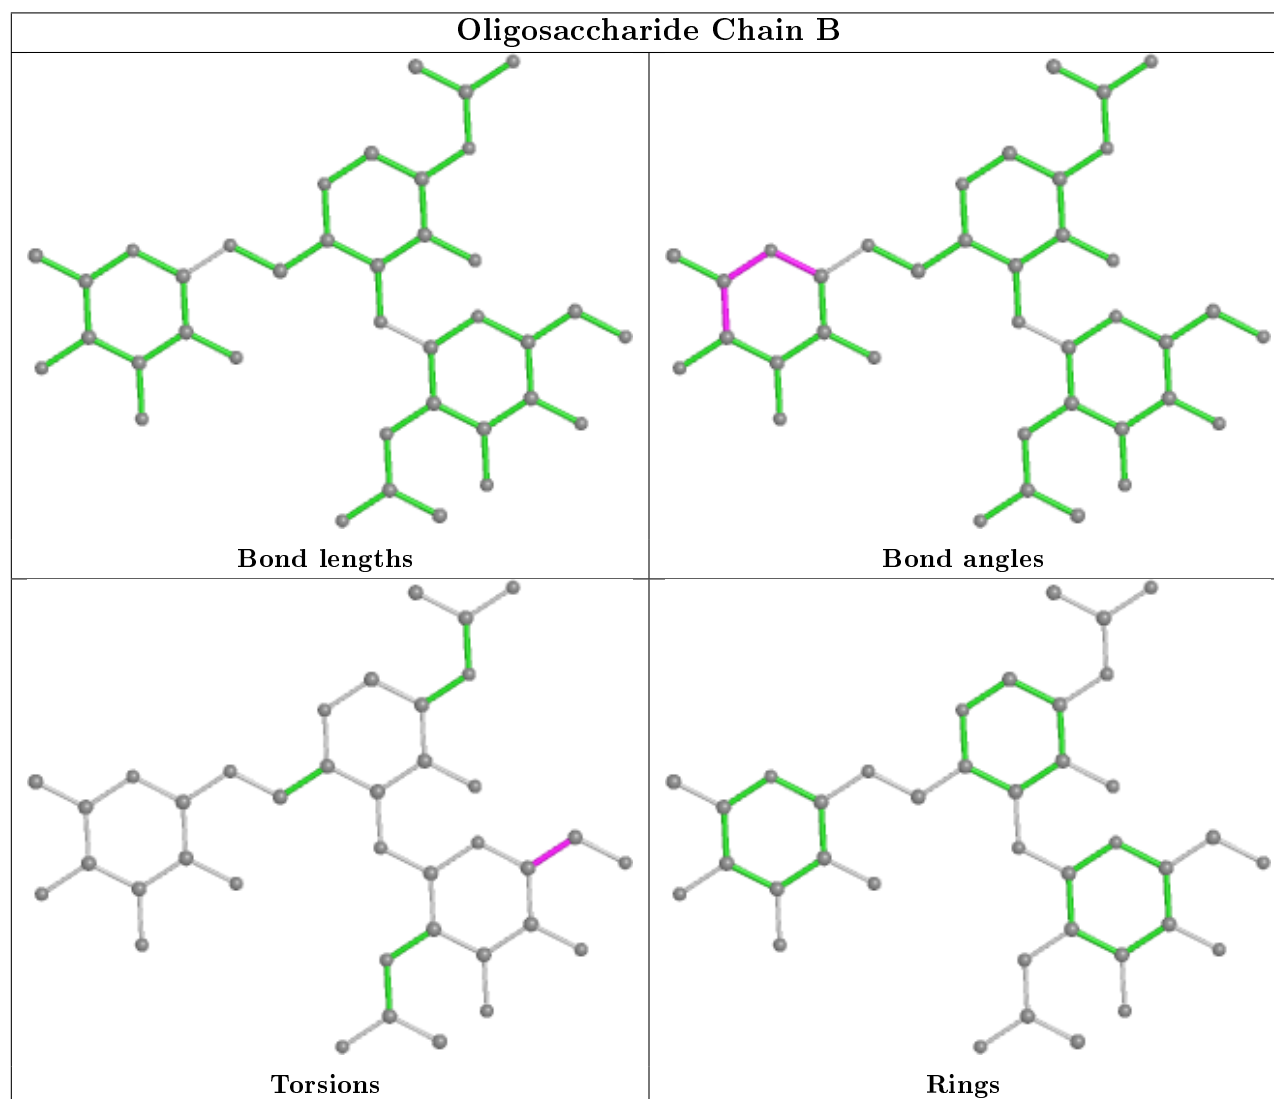 Oligosaccharide Chain B
Bond lengths
Bond angles
Torsions
Rings